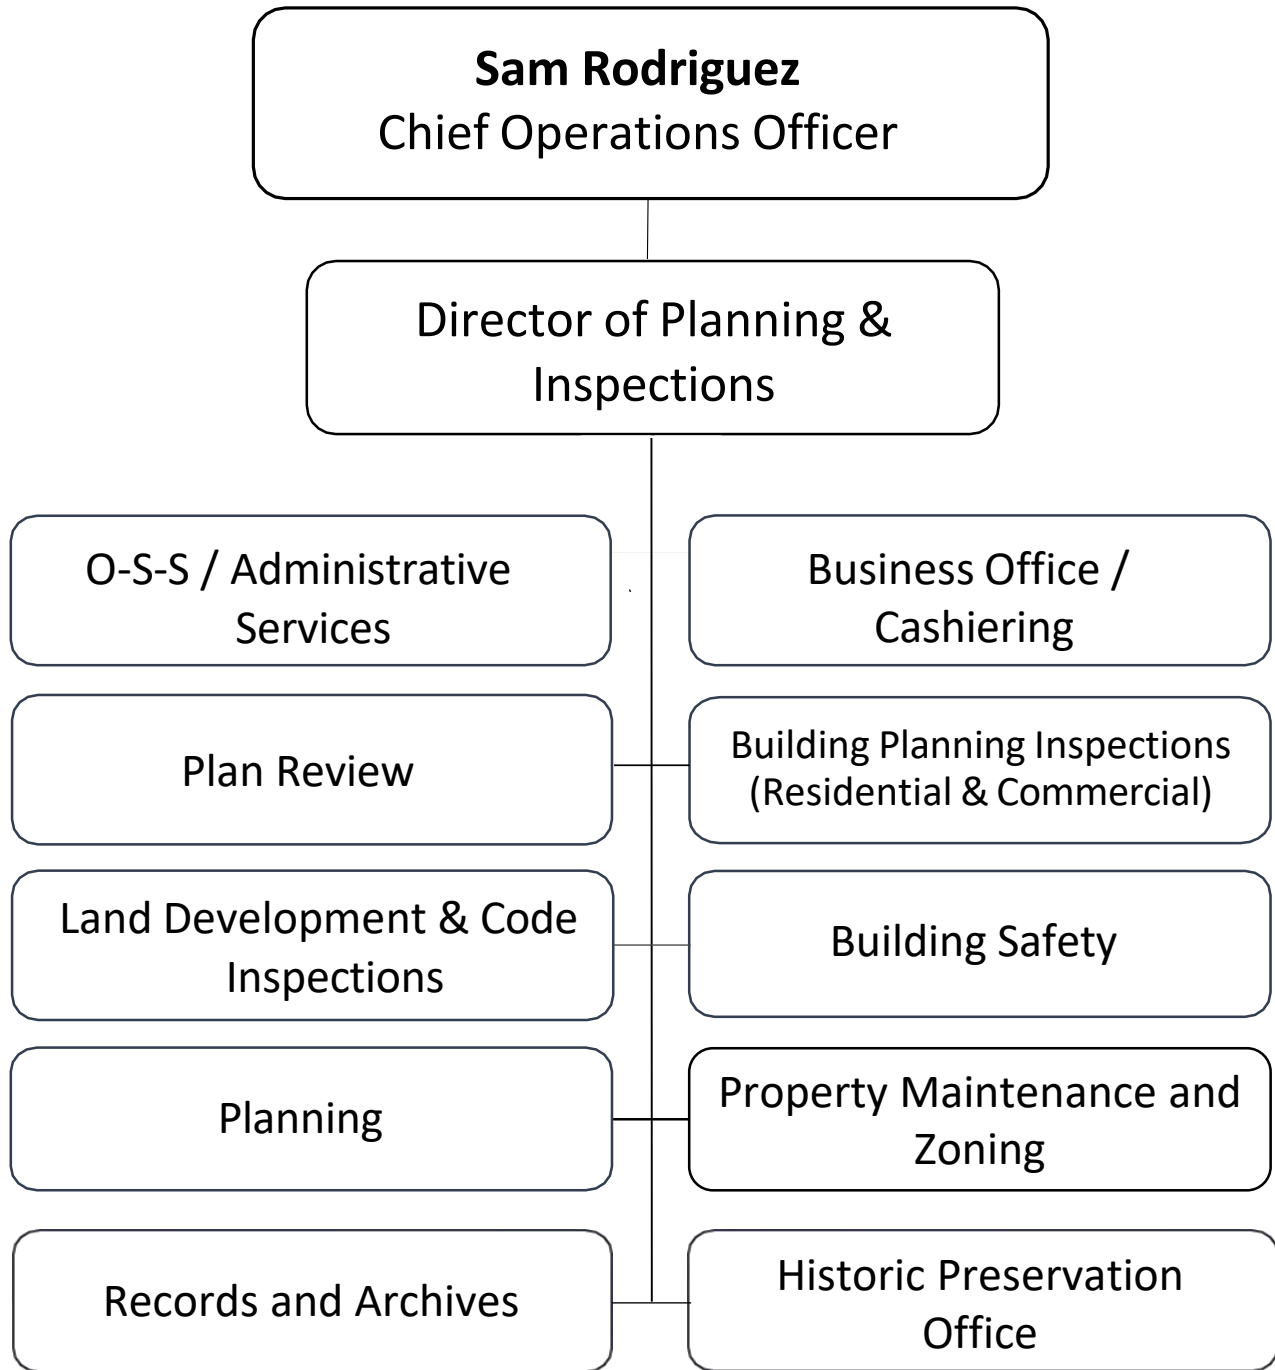 Sam Rodriguez
Chief Operations Officer
Director of Planning &
Inspections
O-S-S / Administrative
Services
Business Office /
Cashiering
Plan Review
Building Planning Inspections
(Residential & Commercial)
Land Development & Code
Inspections
Building Safety
Planning
Property Maintenance and
Zoning
Records and Archives
Historic Preservation
Office